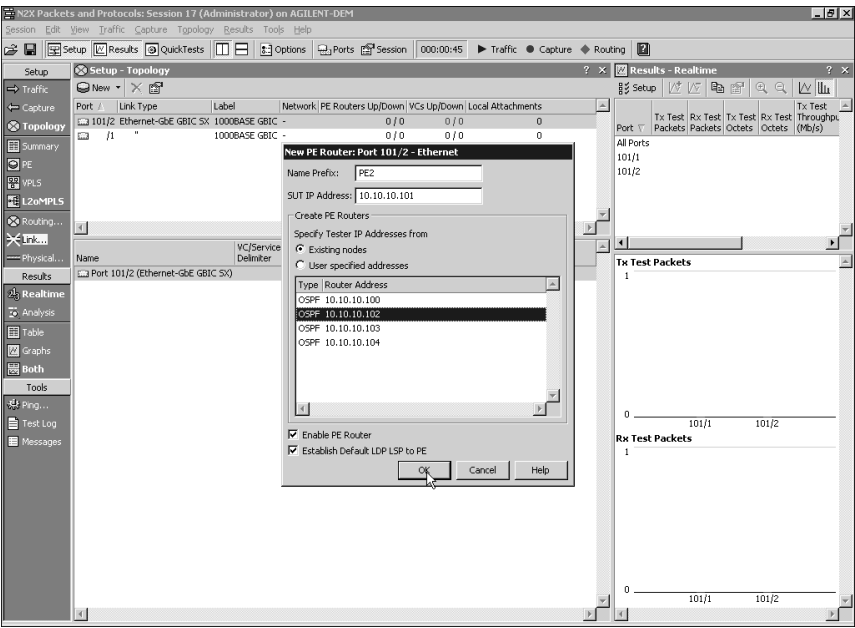 N2X Packets and Protocols: Session 17 (Administrator) on AGILENT-DEM
Session Edit View Traffic Capture Topology Results Tools Help
Setup Results QuickTests Options Ports Session 000:00:45 Traffic Capture Routing
Setup
Traffic
Capture
Topology
Summary
PE
VPLS
L2oMPLS
Routing...
Link...
Physical...
Results
Realtime
Analysis
Table
Graphs
Both
Tools
Ping...
Test Log
Messages
Setup - Topology ? ×
New
Port Link Type Label Network PE Routers Up/Down VCs Up/Down Local Attachments
101/2 Ethernet-GbE GBIC SX 1000BASE GBIC - 0 / 0 0 / 0 0
/1 " 1000BASE GBIC - 0 / 0 0 / 0 0
Name VC/Service Delimiter
Port 101/2 (Ethernet-GbE GBIC SX)
New PE Router: Port 101/2 - Ethernet
Name Prefix: PE2
SUT IP Address: 10.10.10.101
Create PE Routers
Specify Tester IP Addresses from
Existing nodes
User specified addresses
Type Router Address
OSPF 10.10.10.100
OSPF 10.10.10.102
OSPF 10.10.10.103
OSPF 10.10.10.104
Enable PE Router
Establish Default LDP LSP to PE
OK Cancel Help
Results - Realtime ? ×
Setup
Port Tx Test Packets Rx Test Packets Tx Test Octets Rx Test Octets Tx Test Throughpu (Mb/s)
All Ports
101/1
101/2
Tx Test Packets
1
0
101/1 101/2
Rx Test Packets
1
0
101/1 101/2